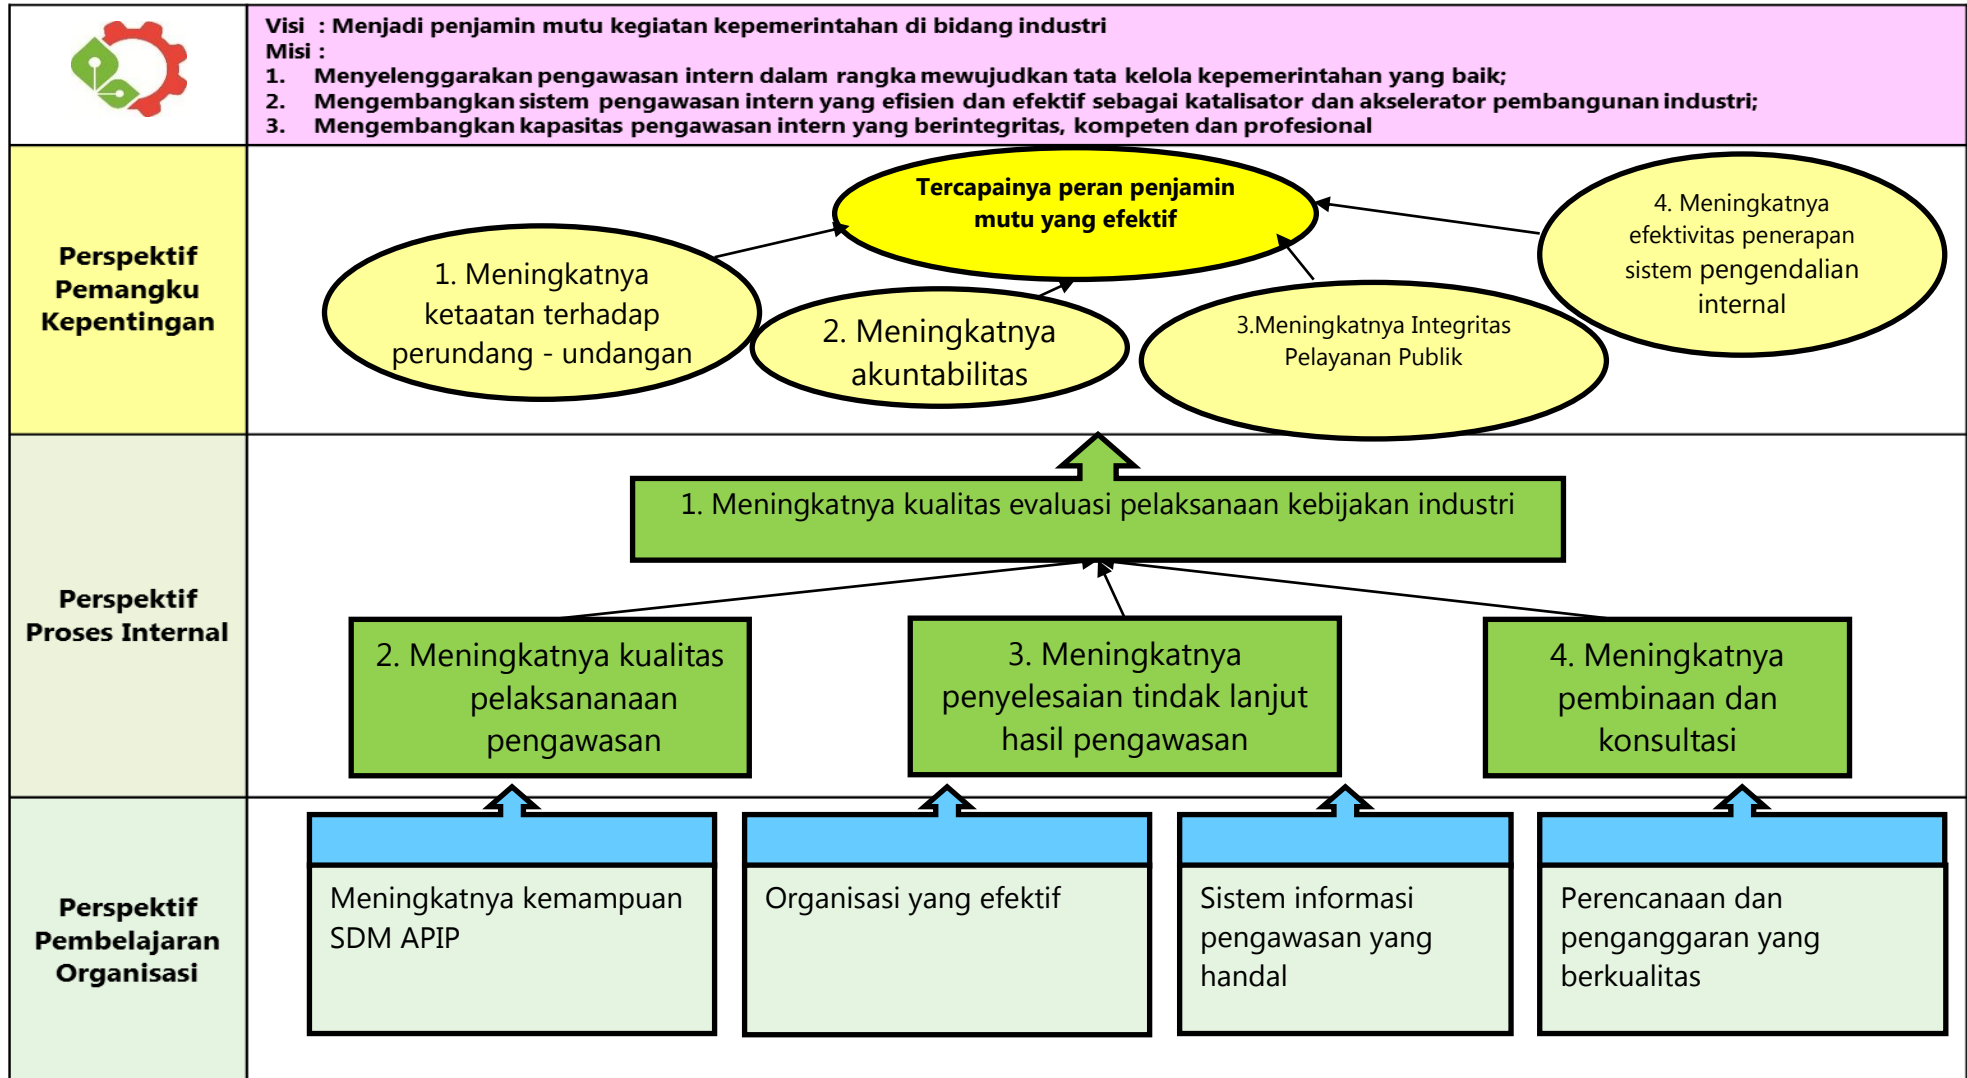 Visi : Menjadi penjamin mutu kegiatan kepemerintahan di bidang industri
Misi :
1. Menyelenggarakan pengawasan intern dalam rangka mewujudkan tata kelola kepemerintahan yang baik;
2. Mengembangkan sistem pengawasan intern yang efisien dan efektif sebagai katalisator dan akselerator pembangunan industri;
3. Mengembangkan kapasitas pengawasan intern yang berintegritas, kompeten dan profesional
Perspektif
Pemangku
Kepentingan
Tercapainya peran penjamin
mutu yang efektif
1. Meningkatnya
ketaatan terhadap
perundang - undangan
2. Meningkatnya
akuntabilitas
3.Meningkatnya Integritas
Pelayanan Publik
4. Meningkatnya
efektivitas penerapan
sistem pengendalian
internal
Perspektif
Proses Internal
1. Meningkatnya kualitas evaluasi pelaksanaan kebijakan industri
2. Meningkatnya kualitas
pelaksananaan
pengawasan
3. Meningkatnya
penyelesaian tindak lanjut
hasil pengawasan
4. Meningkatnya
pembinaan dan
konsultasi
Perspektif
Pembelajaran
Organisasi
Meningkatnya kemampuan
SDM APIP
Organisasi yang efektif
Sistem informasi
pengawasan yang
handal
Perencanaan dan
penganggaran yang
berkualitas